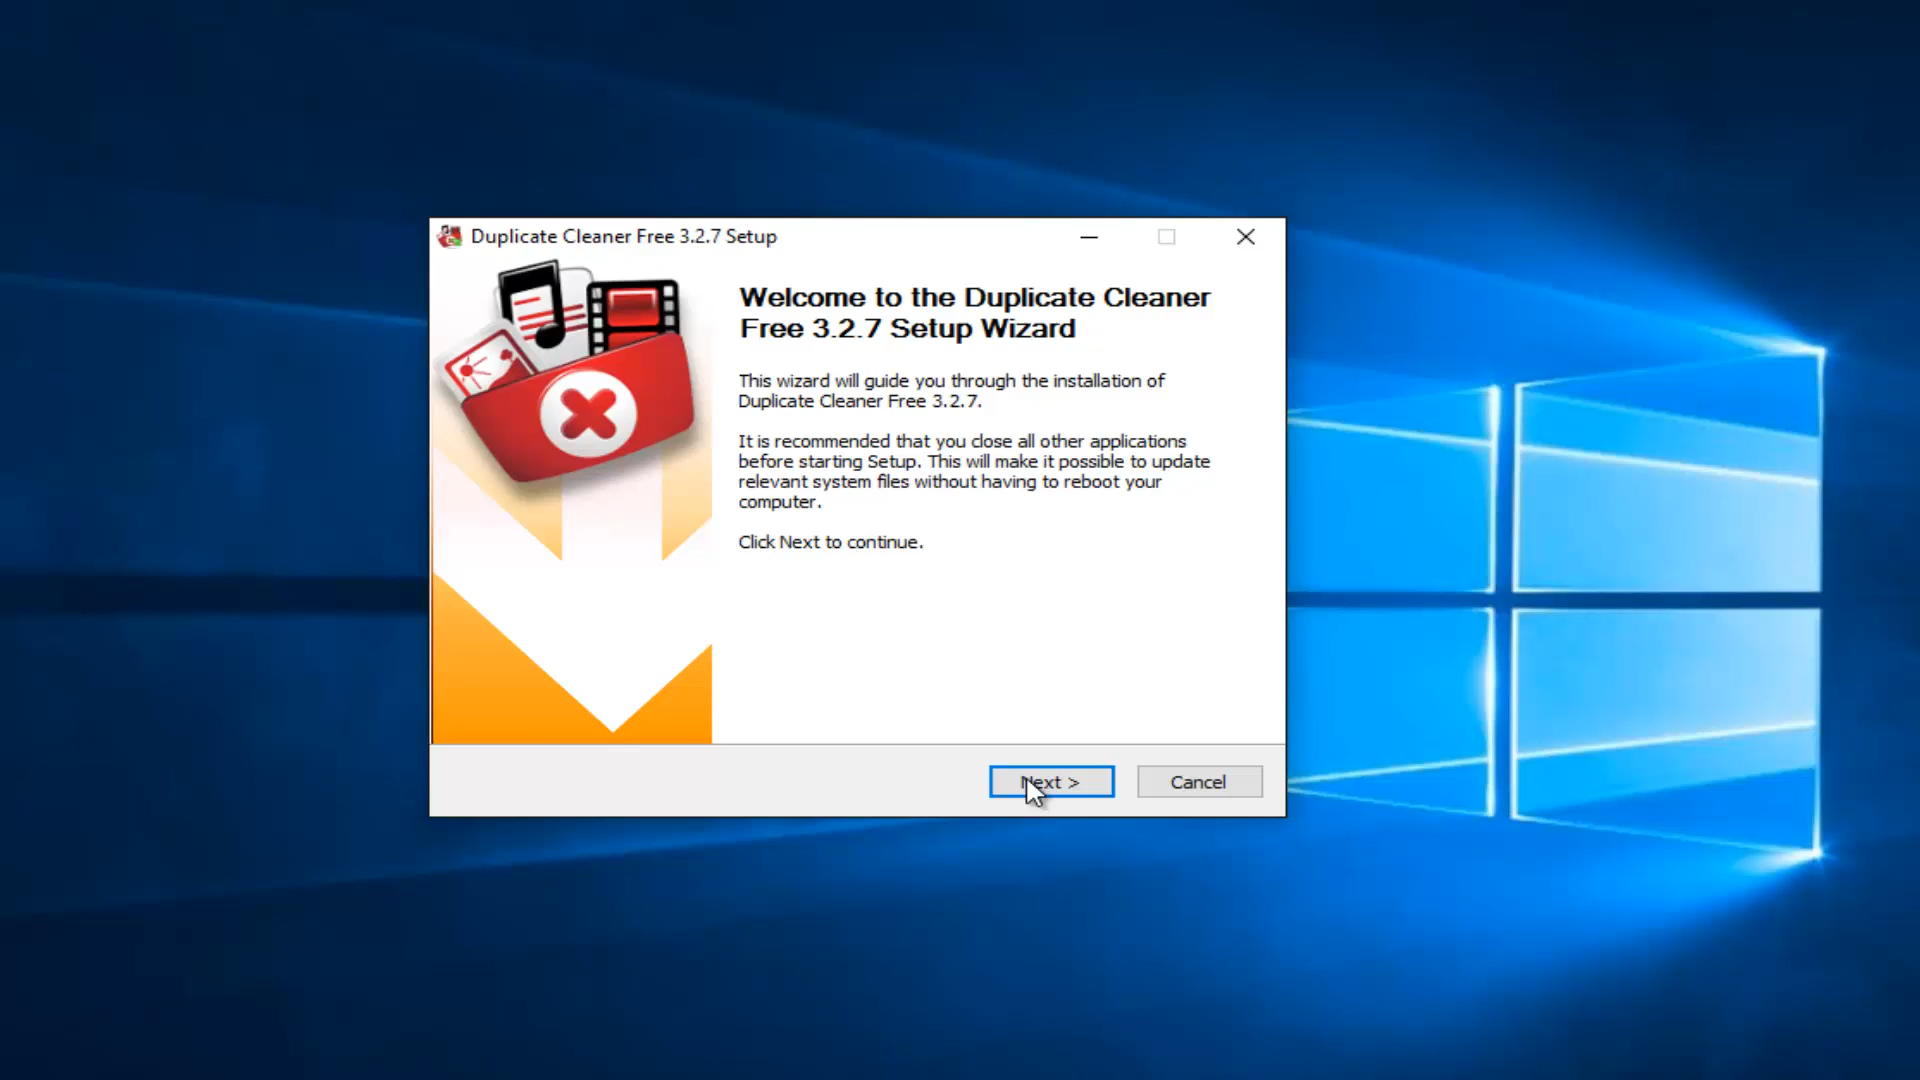 Duplicate Cleaner Free 3.2.7 Setup
Welcome to the Duplicate Cleaner
Free 3.2.7 Setup Wizard
This wizard will guide you through the installation of
Duplicate Cleaner Free 3.2.7.
It is recommended that you close all other applications
before starting Setup. This will make it possible to update
relevant system files without having to reboot your
computer.
Click Next to continue.
Next >
Cancel